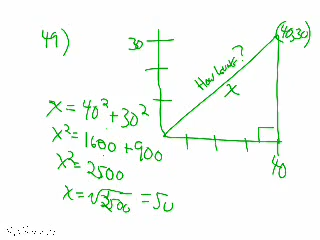 49)
30
(40,30)
How long?
x
x = 40² + 30²
x² = 1600 + 900
x² = 2500
x = √2500 = 50
40